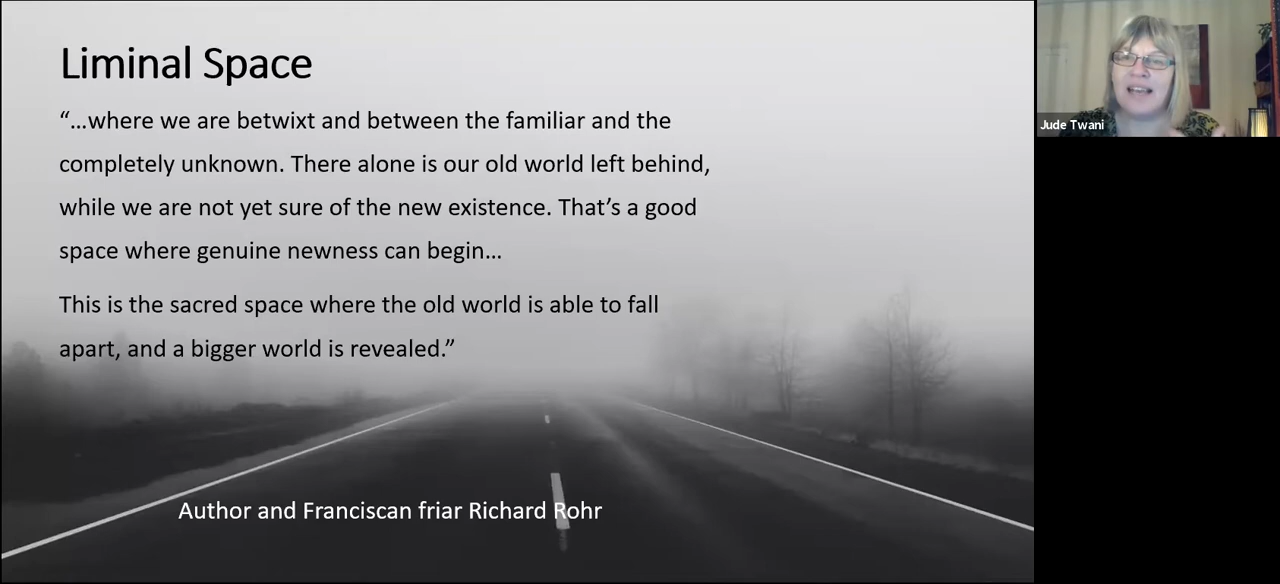 Liminal Space
“…where we are betwixt and between the familiar and the
completely unknown. There alone is our old world left behind,
while we are not yet sure of the new existence. That’s a good
space where genuine newness can begin…
This is the sacred space where the old world is able to fall
apart, and a bigger world is revealed.”
Author and Franciscan friar Richard Rohr
Jude Twani